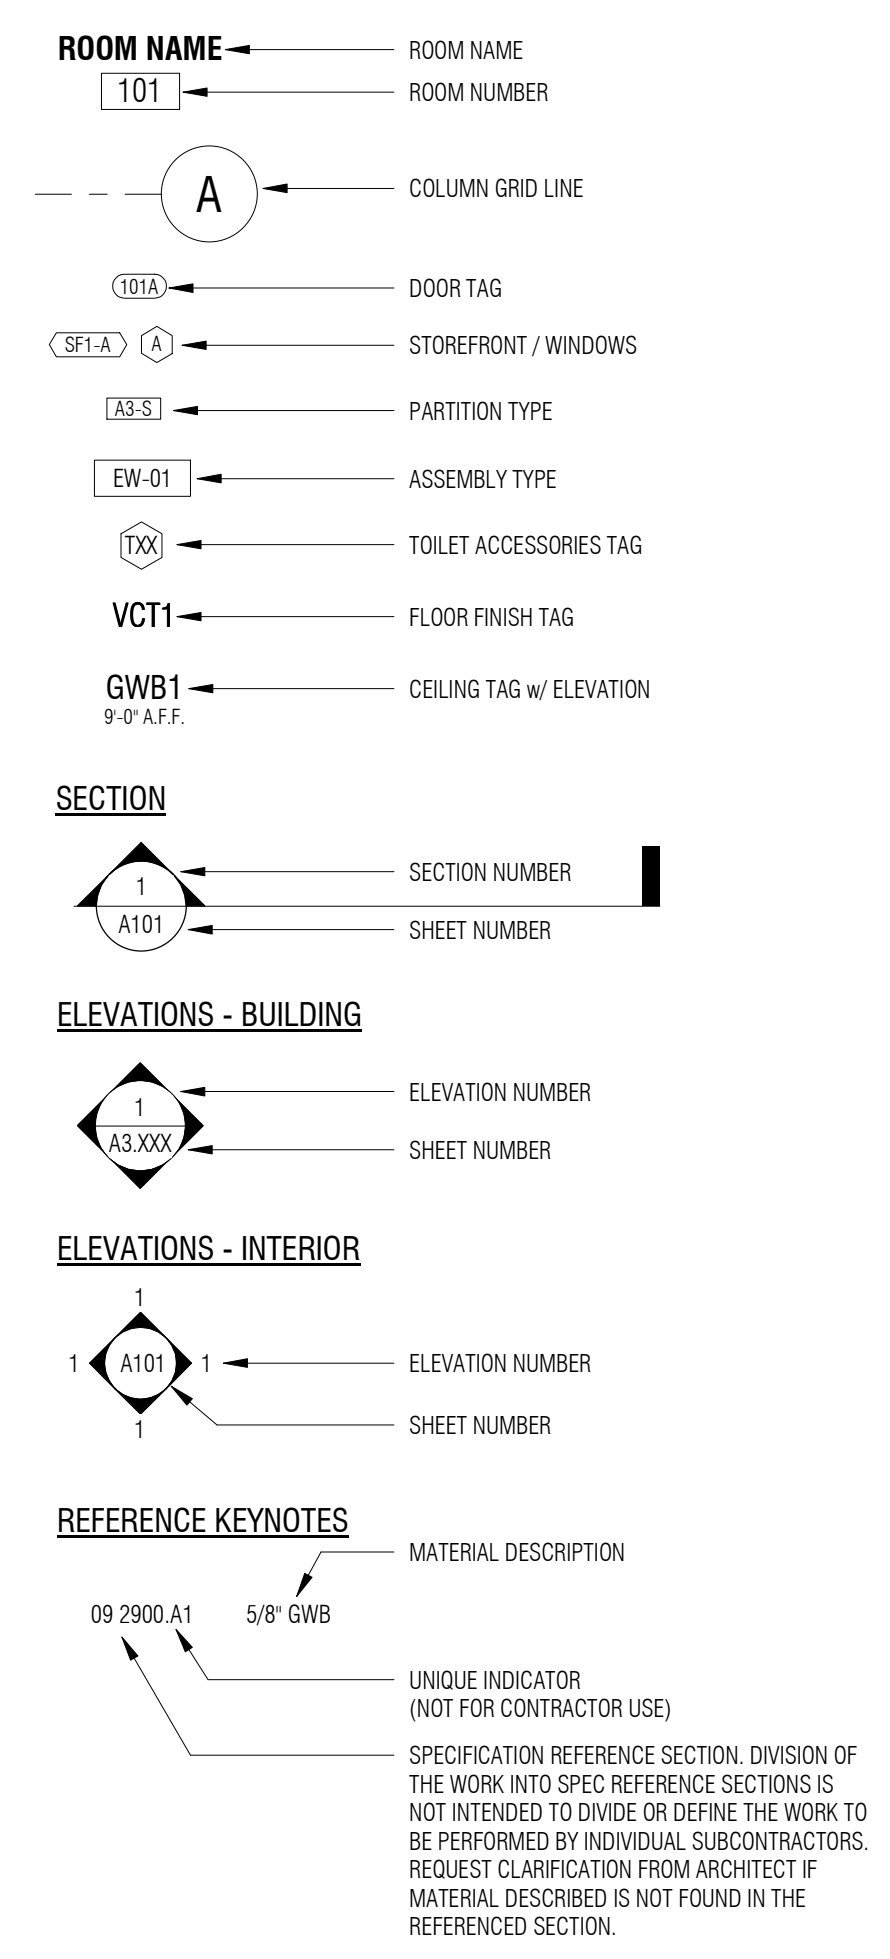 ROOM NAME ROOM NAME
101 ROOM NUMBER
A COLUMN GRID LINE
101A DOOR TAG
SF1-A A STOREFRONT / WINDOWS
A3-S PARTITION TYPE
EW-01 ASSEMBLY TYPE
TXX TOILET ACCESSORIES TAG
VCT1 FLOOR FINISH TAG
GWB1 CEILING TAG w/ ELEVATION
9'-0" A.F.F.
SECTION
1 SECTION NUMBER
A101 SHEET NUMBER
ELEVATIONS - BUILDING
1 ELEVATION NUMBER
A3.XXX SHEET NUMBER
ELEVATIONS - INTERIOR
1
1 A101 1 ELEVATION NUMBER
1 SHEET NUMBER
REFERENCE KEYNOTES
MATERIAL DESCRIPTION
09 2900.A1 5/8" GWB
UNIQUE INDICATOR
(NOT FOR CONTRACTOR USE)
SPECIFICATION REFERENCE SECTION. DIVISION OF
THE WORK INTO SPEC REFERENCE SECTIONS IS
NOT INTENDED TO DIVIDE OR DEFINE THE WORK TO
BE PERFORMED BY INDIVIDUAL SUBCONTRACTORS.
REQUEST CLARIFICATION FROM ARCHITECT IF
MATERIAL DESCRIBED IS NOT FOUND IN THE
REFERENCED SECTION.